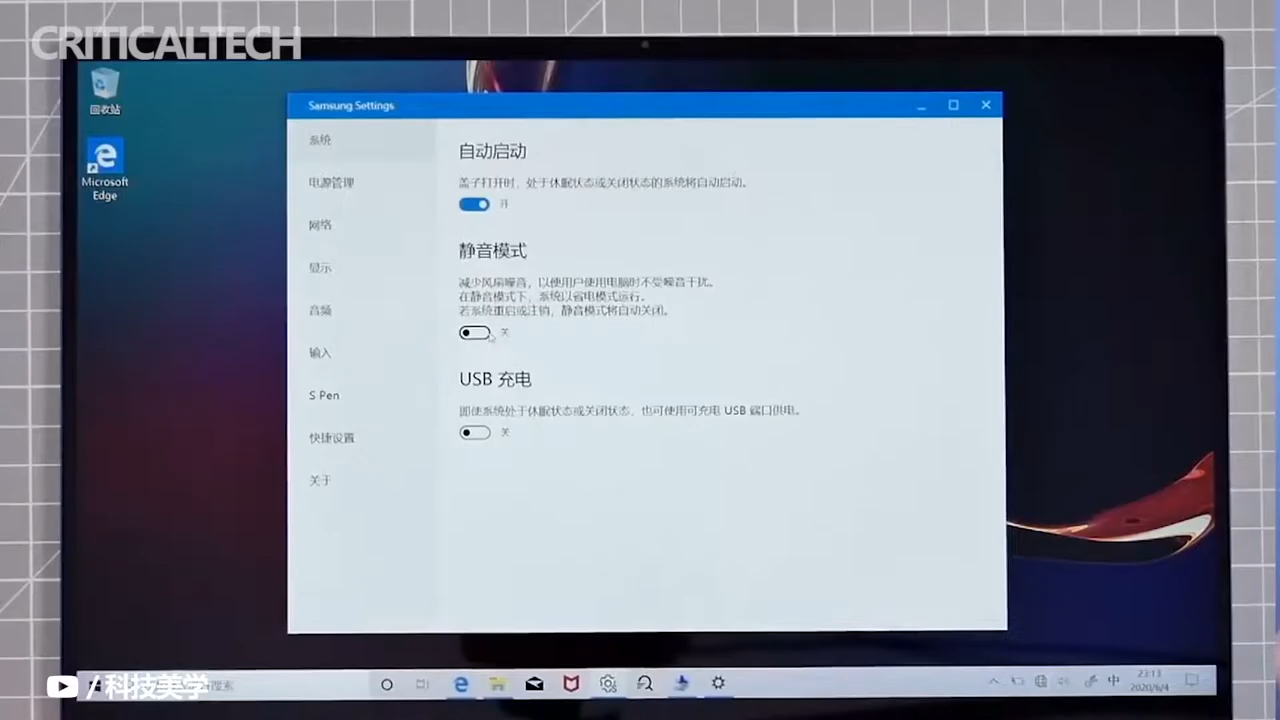 CRITICALTECH
回收站
Microsoft
Edge
Samsung Settings
系统
电源管理
网络
显示
音频
输入
S Pen
快捷设置
关于
自动启动
盖子打开时，处于休眠状态或关闭状态的系统将自动启动。
开
静音模式
减少风扇噪音，以使用户使用电脑时不受噪音干扰。
在静音模式下，系统以省电模式运行。
若系统重启或注销，静音模式将自动关闭。
关
USB 充电
即使系统处于休眠状态或关闭状态，也可使用可充电 USB 端口供电。
关
/ 科技美学
搜索
中
23:13
2020/6/4